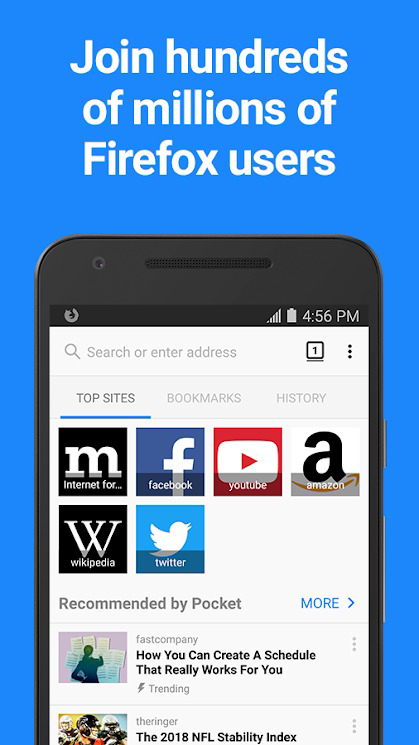 Join hundreds
of millions of
Firefox users
4:56 PM
Search or enter address
1
TOP SITES
BOOKMARKS
HISTORY
m
Internet for...
f
facebook
youtube
a
amazon
W
wikipedia
twitter
Recommended by Pocket
MORE
fastcompany
How You Can Create A Schedule
That Really Works For You
Trending
theringer
The 2018 NFL Stability Index